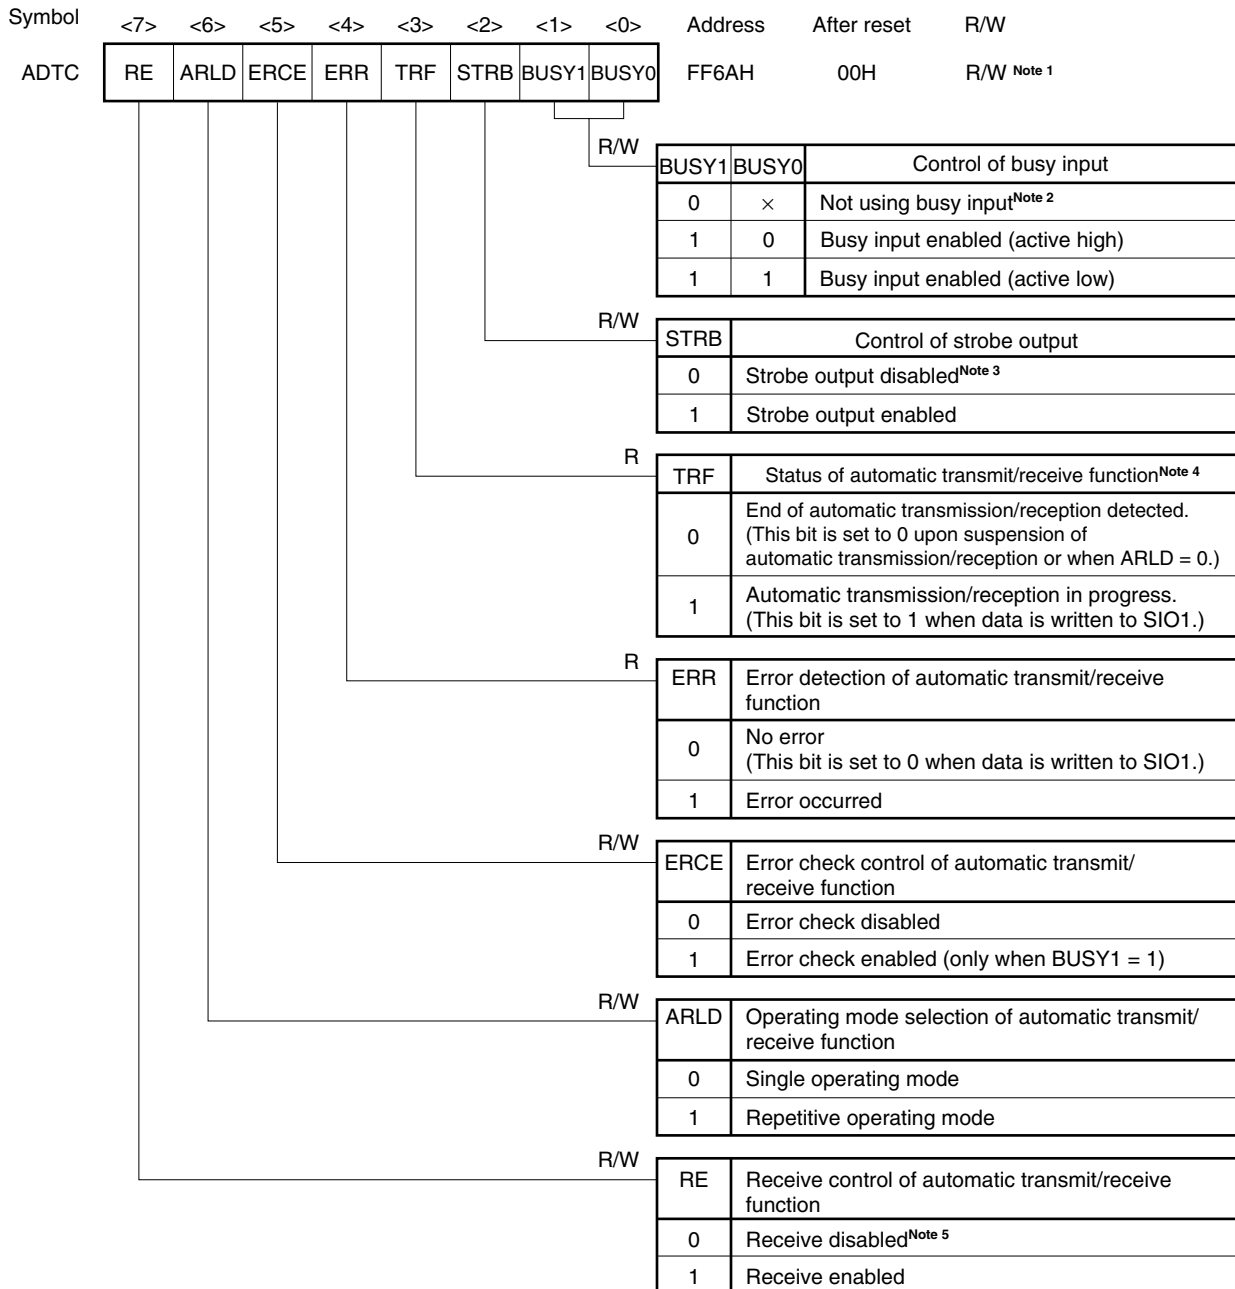 Symbol <7> <6> <5> <4> <3> <2> <1> <0> Address After reset R/W
ADTC RE ARLD ERCE ERR TRF STRB BUSY1 BUSY0 FF6AH 00H R/W Note 1
R/W
BUSY1 BUSY0 Control of busy input
0 × Not using busy input Note 2
1 0 Busy input enabled (active high)
1 1 Busy input enabled (active low)
R/W
STRB Control of strobe output
0 Strobe output disabled Note 3
1 Strobe output enabled
R
TRF Status of automatic transmit/receive function Note 4
0 End of automatic transmission/reception detected.
(This bit is set to 0 upon suspension of
automatic transmission/reception or when ARLD = 0.)
1 Automatic transmission/reception in progress.
(This bit is set to 1 when data is written to SIO1.)
R
ERR Error detection of automatic transmit/receive
function
0 No error
(This bit is set to 0 when data is written to SIO1.)
1 Error occurred
R/W
ERCE Error check control of automatic transmit/
receive function
0 Error check disabled
1 Error check enabled (only when BUSY1 = 1)
R/W
ARLD Operating mode selection of automatic transmit/
receive function
0 Single operating mode
1 Repetitive operating mode
R/W
RE Receive control of automatic transmit/receive
function
0 Receive disabled Note 5
1 Receive enabled